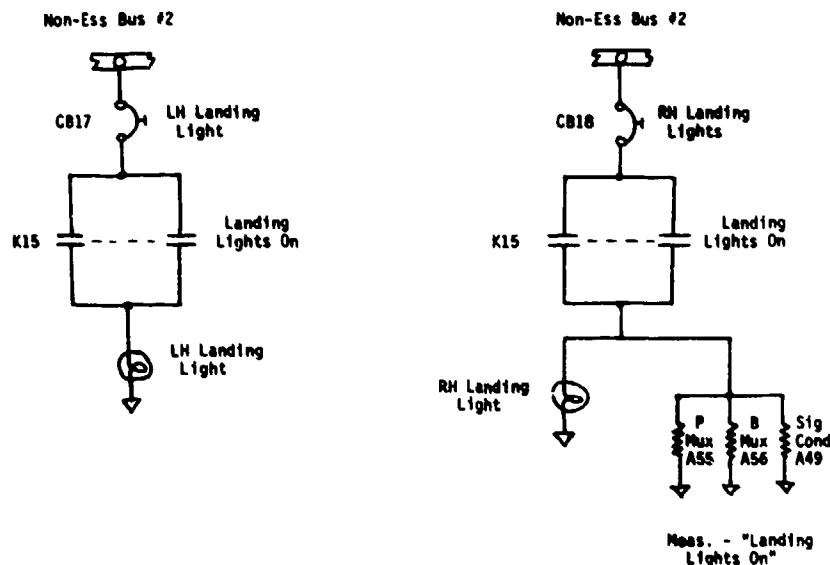 Non-Ess Bus #2
CB17
LH Landing
Light
K15
Landing
Lights On
LH Landing
Light
Non-Ess Bus #2
CB18
RH Landing
Lights
K15
Landing
Lights On
RH Landing
Light
P
Mux
A55
B
Mux
A56
Sig
Cond
A49
Meas. - "Landing
Lights On"